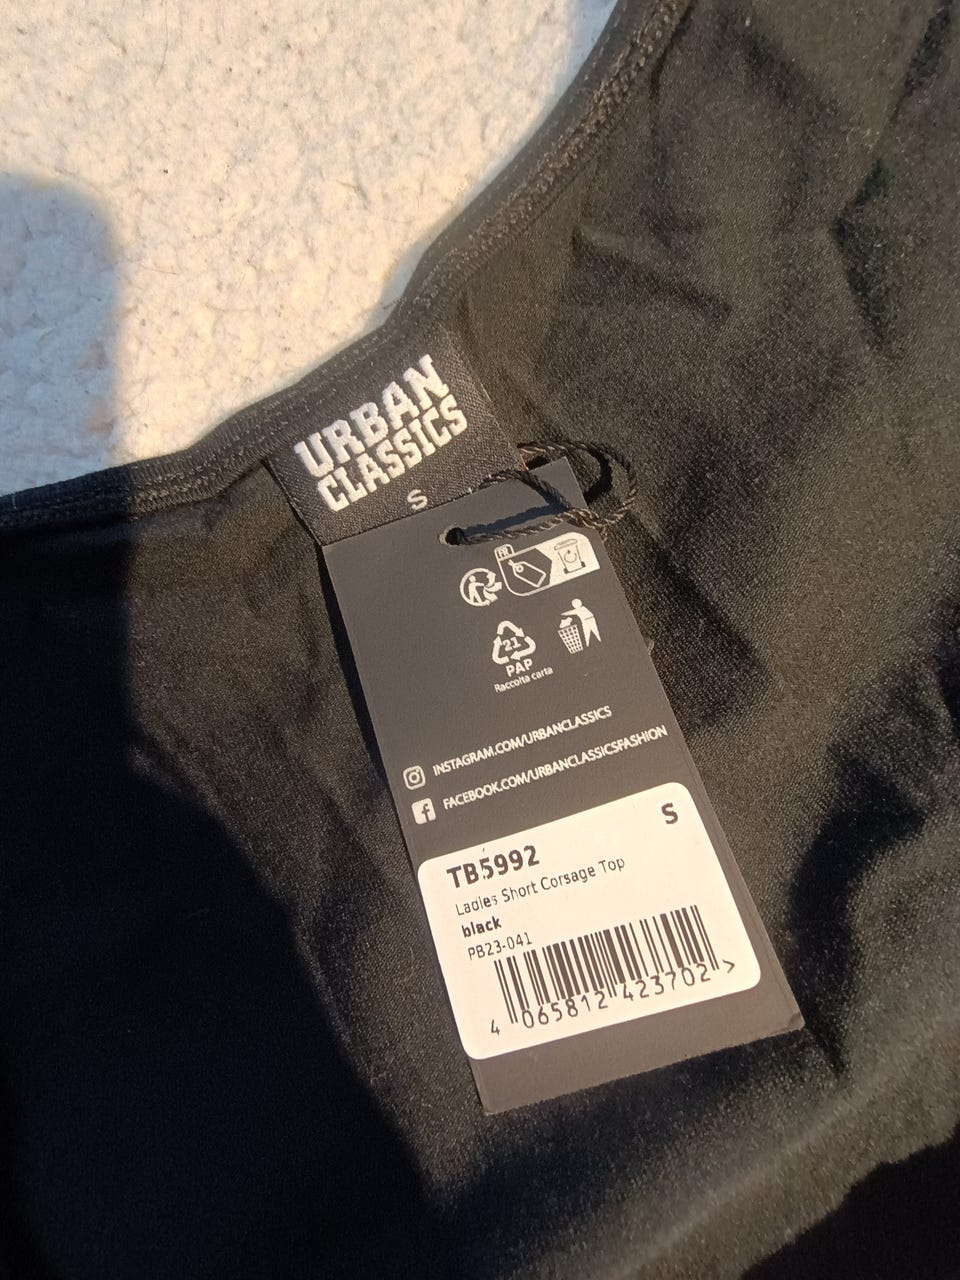 URBAN
CLASSICS
S
FR
21
PAP
Raccolta carta
INSTAGRAM.COM/URBANCLASSICS
FACEBOOK.COM/URBANCLASSICSFASHION
S
TB5992
Ladies Short Corsage Top
black
PB23-041
4 065812 423702 >